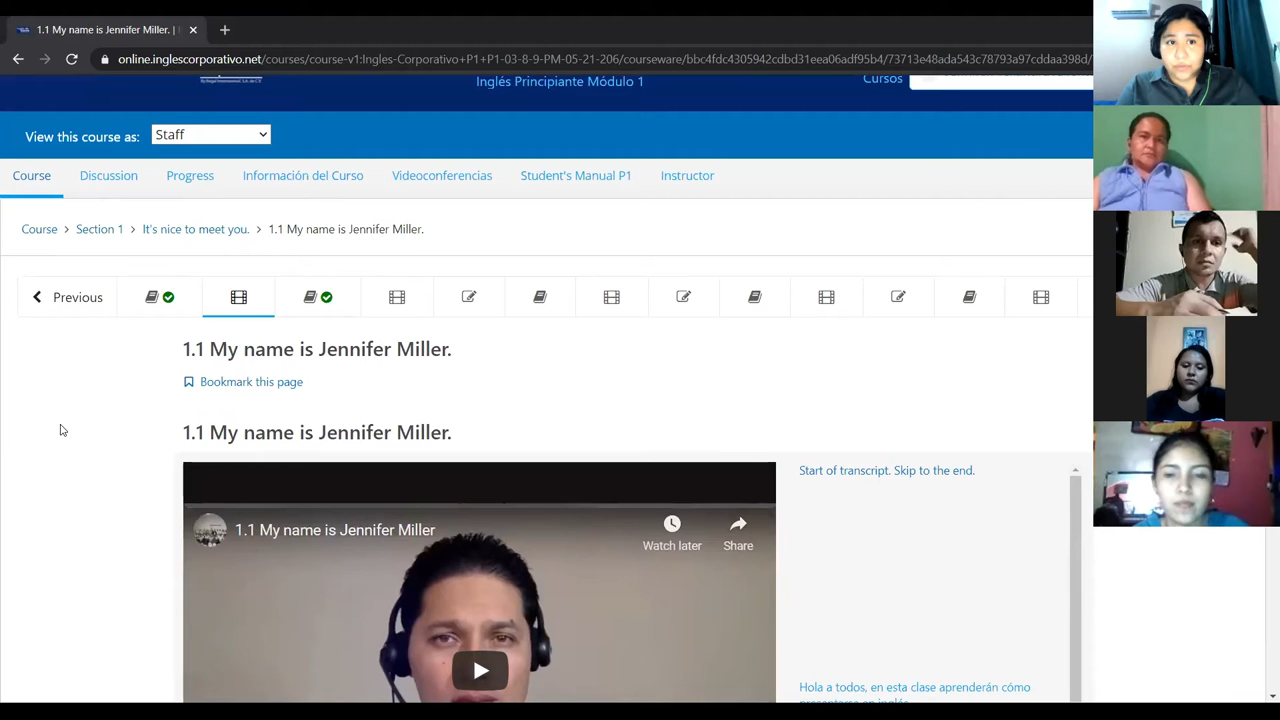 1.1 My name is Jennifer Miller. |
online.inglescorporativo.net/courses/course-v1:Ingles-Corporativo+P1+P1-03-8-9-PM-05-21-206/courseware/bbc4fdc4305942cdbd31eea06adf95b4/73713e48ada543c78793a97cddaa398d/
Inglés Principiante Módulo 1
Cursos
View this course as:
Staff
Course
Discussion
Progress
Información del Curso
Videoconferencias
Student's Manual P1
Instructor
Course > Section 1 > It's nice to meet you. > 1.1 My name is Jennifer Miller.
Previous
1.1 My name is Jennifer Miller.
Bookmark this page
1.1 My name is Jennifer Miller.
1.1 My name is Jennifer Miller
Watch later
Share
Start of transcript. Skip to the end.
Hola a todos, en esta clase aprenderán cómo
presentarse en inglés